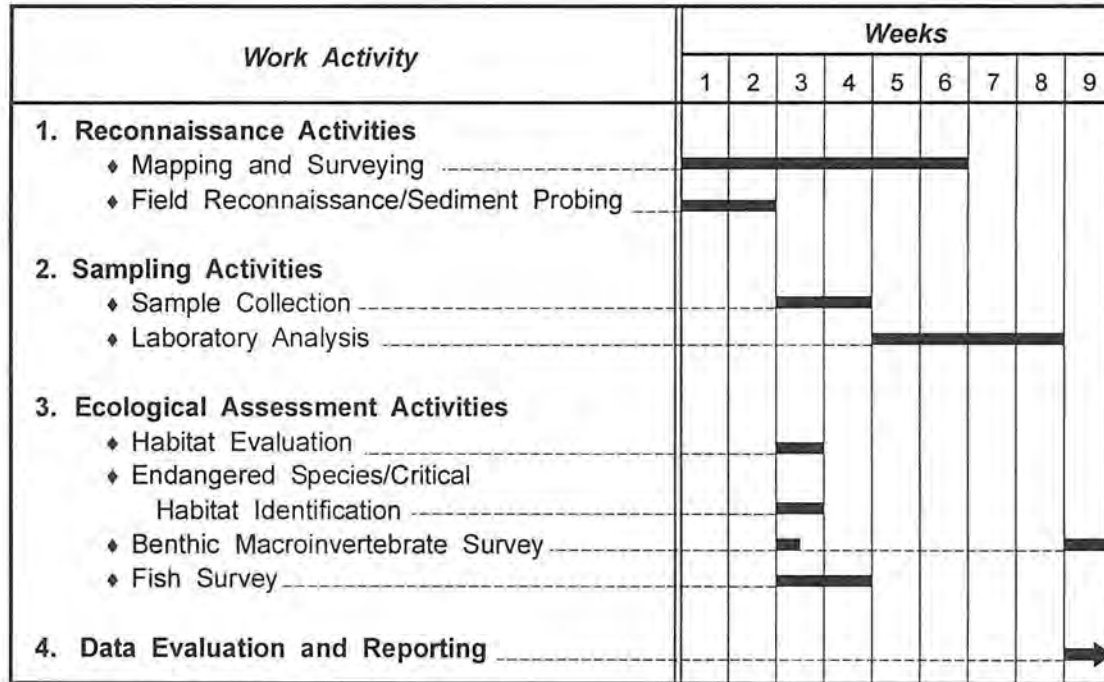 Work Activity
Weeks
1 2 3 4 5 6 7 8 9
1. Reconnaissance Activities
♦ Mapping and Surveying
♦ Field Reconnaissance/Sediment Probing
2. Sampling Activities
♦ Sample Collection
♦ Laboratory Analysis
3. Ecological Assessment Activities
♦ Habitat Evaluation
♦ Endangered Species/Critical
Habitat Identification
♦ Benthic Macroinvertebrate Survey
♦ Fish Survey
4. Data Evaluation and Reporting